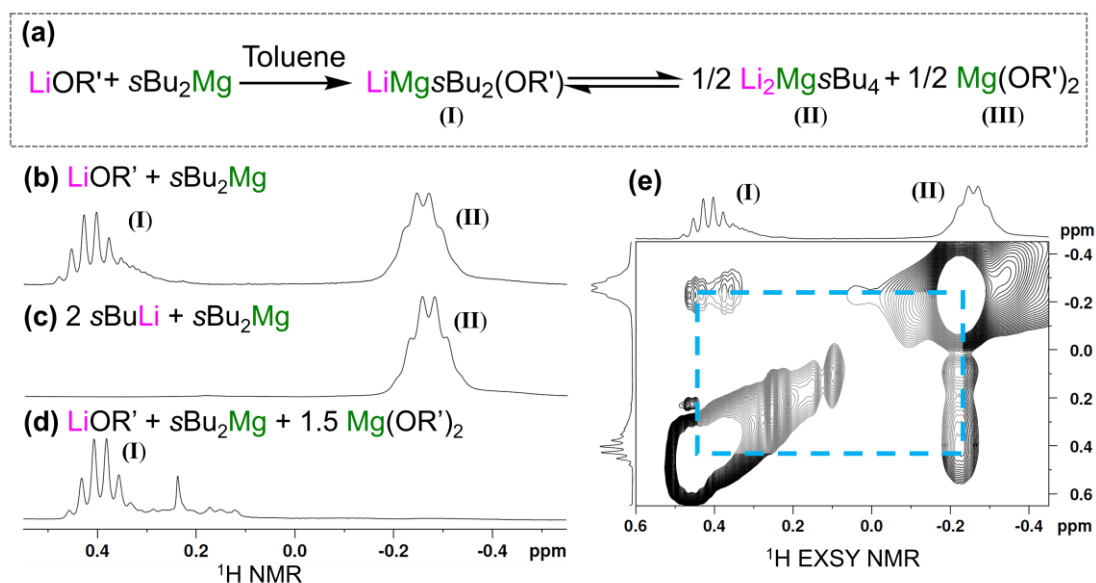 (a)
LiOR'+ sBu₂Mg Toluene LiMgsBu₂(OR') 1/2 Li₂MgsBu₄ + 1/2 Mg(OR')₂
(I) (II) (III)
(b) LiOR’ + sBu₂Mg
(I) (II)
(c) 2 sBuLi + sBu₂Mg
(II)
(d) LiOR’ + sBu₂Mg + 1.5 Mg(OR’)₂
(I)
0.4 0.2 0.0 -0.2 -0.4 ppm
¹H NMR
(e)
(I) (II)
ppm
-0.4
-0.2
0.0
0.2
0.4
0.6
0.6 0.4 0.2 0.0 -0.2 -0.4 ppm
¹H EXSY NMR